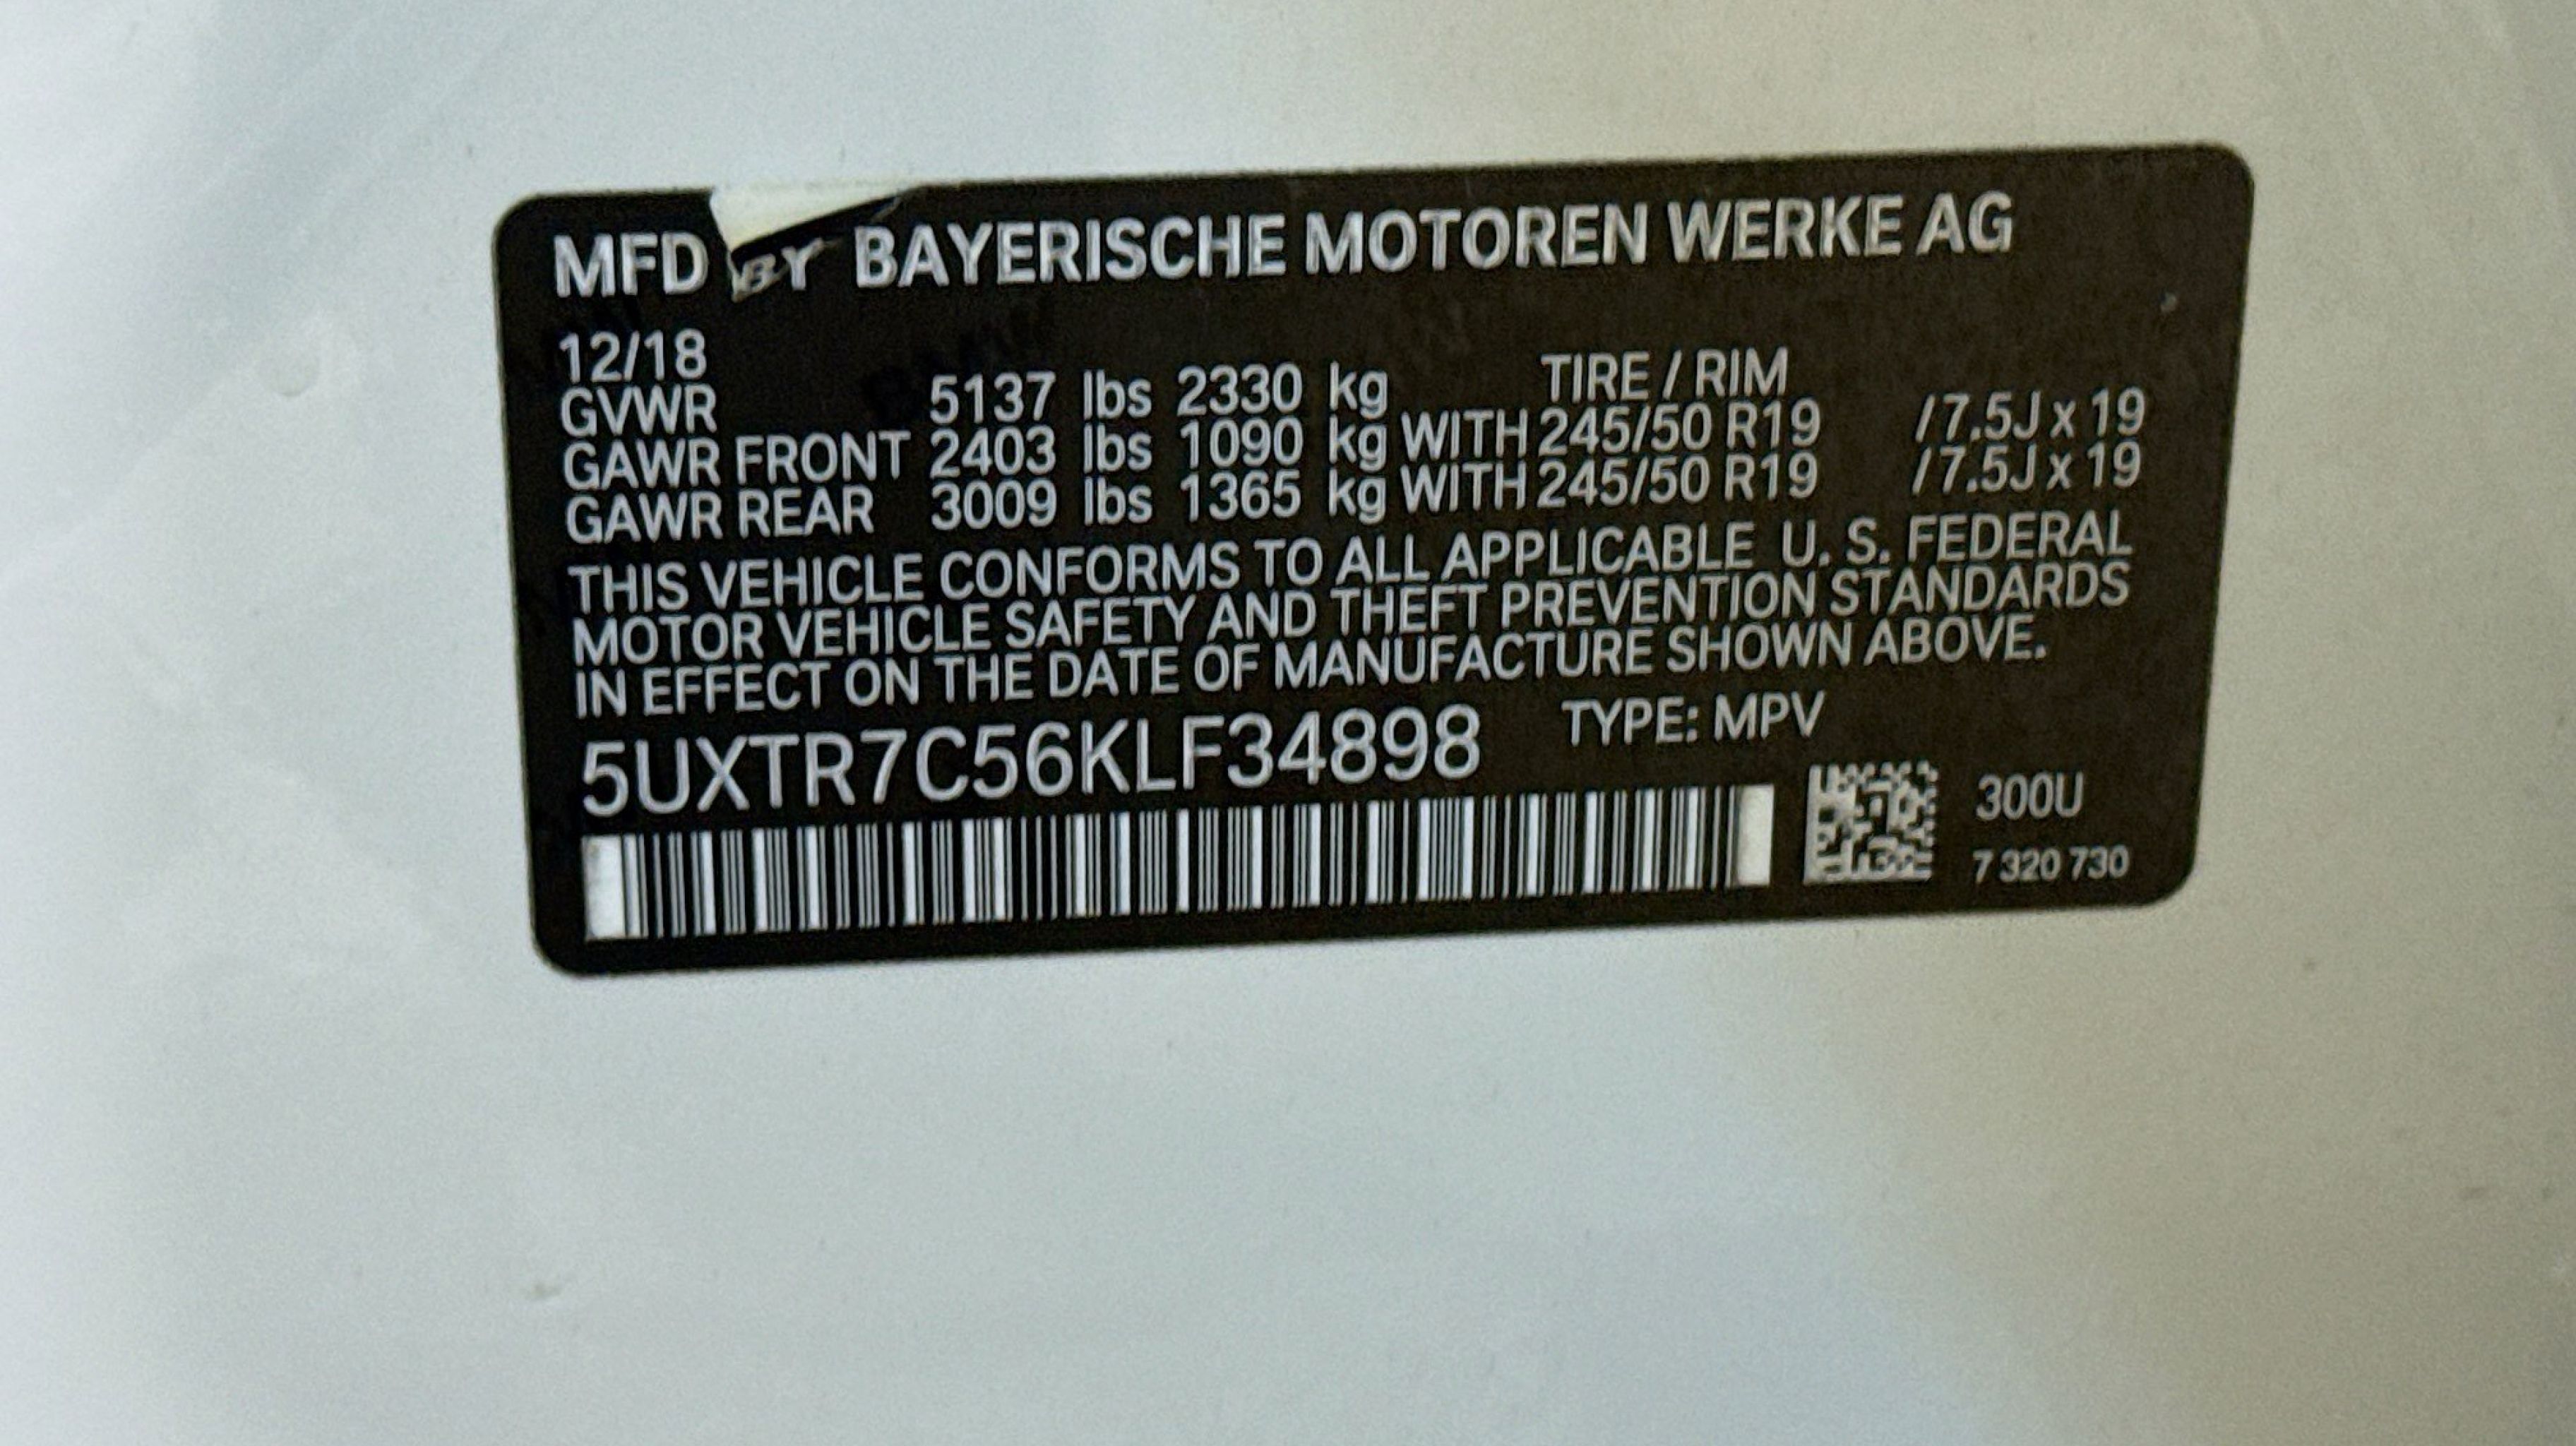 MFD BY BAYERISCHE MOTOREN WERKE AG
12/18 TIRE / RIM
GVWR 5137 lbs 2330 kg
GAWR FRONT 2403 lbs 1090 kg WITH 245/50 R19 /7.5J x 19
GAWR REAR 3009 lbs 1365 kg WITH 245/50 R19 /7.5J x 19
THIS VEHICLE CONFORMS TO ALL APPLICABLE U. S. FEDERAL
MOTOR VEHICLE SAFETY AND THEFT PREVENTION STANDARDS
IN EFFECT ON THE DATE OF MANUFACTURE SHOWN ABOVE.
5UXTR7C56KLF34898 TYPE: MPV
300U
7 320 730